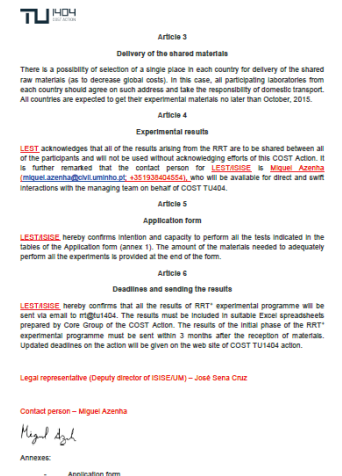 TU1404
COST ACTION
Article 3
Delivery of the shared materials
There is a possibility of selection of a single place in each country for delivery of the shared
raw materials (as to decrease global costs). In this case, all participating laboratories from
each country should agree on such address and take the responsibility of domestic transport.
All countries are expected to get their experimental materials no later than October, 2015.
Article 4
Experimental results
LEST acknowledges that all of the results arising from the RRT are to be shared between all
of the participants and will not be used without acknowledging efforts of this COST Action. It
is further remarked that the contact person for LEST/ISISE is Miguel Azenha
(miguel.azenha@civil.uminho.pt; +351938404554), who will be available for direct and swift
interactions with the managing team on behalf of COST TU404.
Article 5
Application form
LEST/ISISE hereby confirms intention and capacity to perform all the tests indicated in the
tables of the Application form (annex 1). The amount of the materials needed to adequately
perform all the experiments is provided at the end of the form.
Article 6
Deadlines and sending the results
LEST/ISISE hereby confirms that all the results of RRT⁺ experimental programme will be
sent via email to rrt@tu1404. The results must be included in suitable Excel spreadsheets
prepared by Core Group of the COST Action. The results of the initial phase of the RRT⁺
experimental programme must be sent within 3 months after the reception of materials.
Updated deadlines on the action will be given on the web site of COST TU1404 action.
Legal representative (Deputy director of ISISE/UM) – José Sena Cruz
Contact person – Miguel Azenha
Miguel Azenha
Annexes:
- Application form